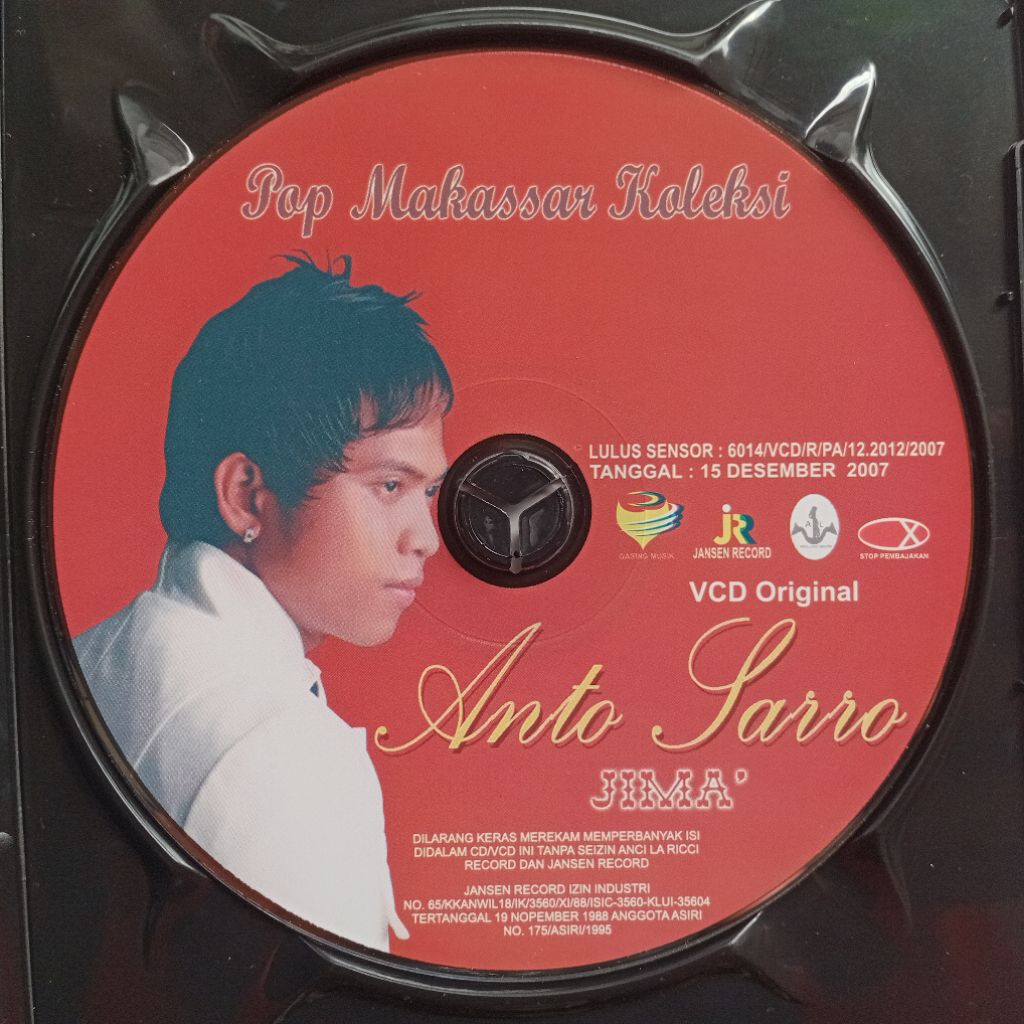 Pop Makassar Koleksi
LULUS SENSOR : 6014/VCD/R/PA/12.2012/2007
TANGGAL : 15 DESEMBER 2007
GASING MUSIK
JANSEN RECORD
STOP PEMBAJAKAN
VCD Original
Anto Sarro
JIMA'
DILARANG KERAS MEREKAM MEMPERBANYAK ISI
DIDALAM CD/VCD INI TANPA SEIZIN ANCI LA RICCI
RECORD DAN JANSEN RECORD
JANSEN RECORD IZIN INDUSTRI
NO. 65/KKANWIL18/IK/3560/XI/88/ISIC-3560-KLUI-35604
TERTANGGAL 19 NOPEMBER 1988 ANGGOTA ASIRI
NO. 175/ASIRI/1995